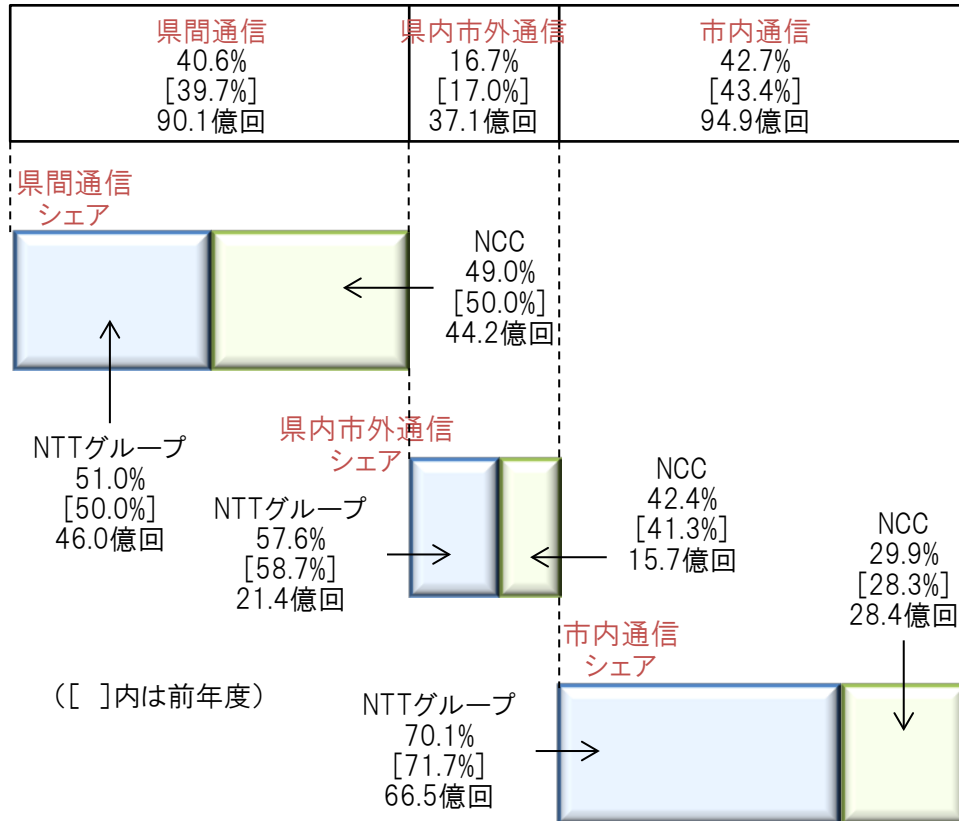 県間通信
40.6%
[39.7%]
90.1億回
県内市外通信
16.7%
[17.0%]
37.1億回
市内通信
42.7%
[43.4%]
94.9億回
県間通信
シェア
NCC
49.0%
[50.0%]
44.2億回
NTTグループ
51.0%
[50.0%]
46.0億回
県内市外通信
シェア
NTTグループ
57.6%
[58.7%]
21.4億回
NCC
42.4%
[41.3%]
15.7億回
NCC
29.9%
[28.3%]
28.4億回
市内通信
シェア
NTTグループ
70.1%
[71.7%]
66.5億回
（[ ]内は前年度）